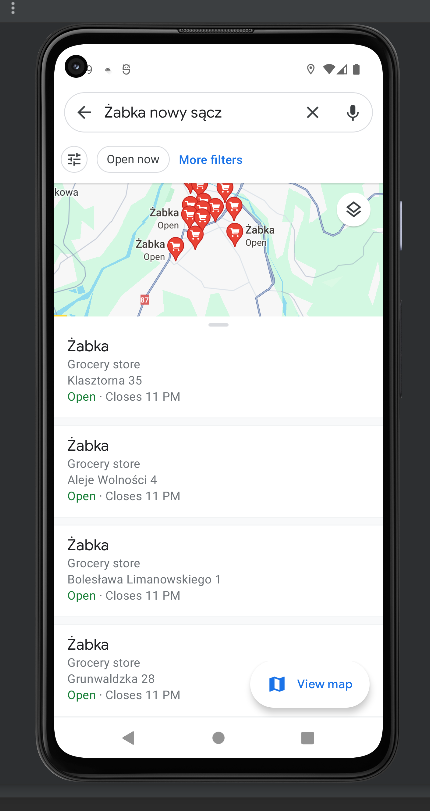 9
Żabka nowy sącz
Open now
More filters
kowa
Żabka
Open
Żabka
Open
Żabka
Open
87
Żabka
Grocery store
Klasztorna 35
Open · Closes 11 PM
Żabka
Grocery store
Aleje Wolności 4
Open · Closes 11 PM
Żabka
Grocery store
Bolesława Limanowskiego 1
Open · Closes 11 PM
Żabka
Grocery store
Grunwaldzka 28
Open · Closes 11 PM
View map